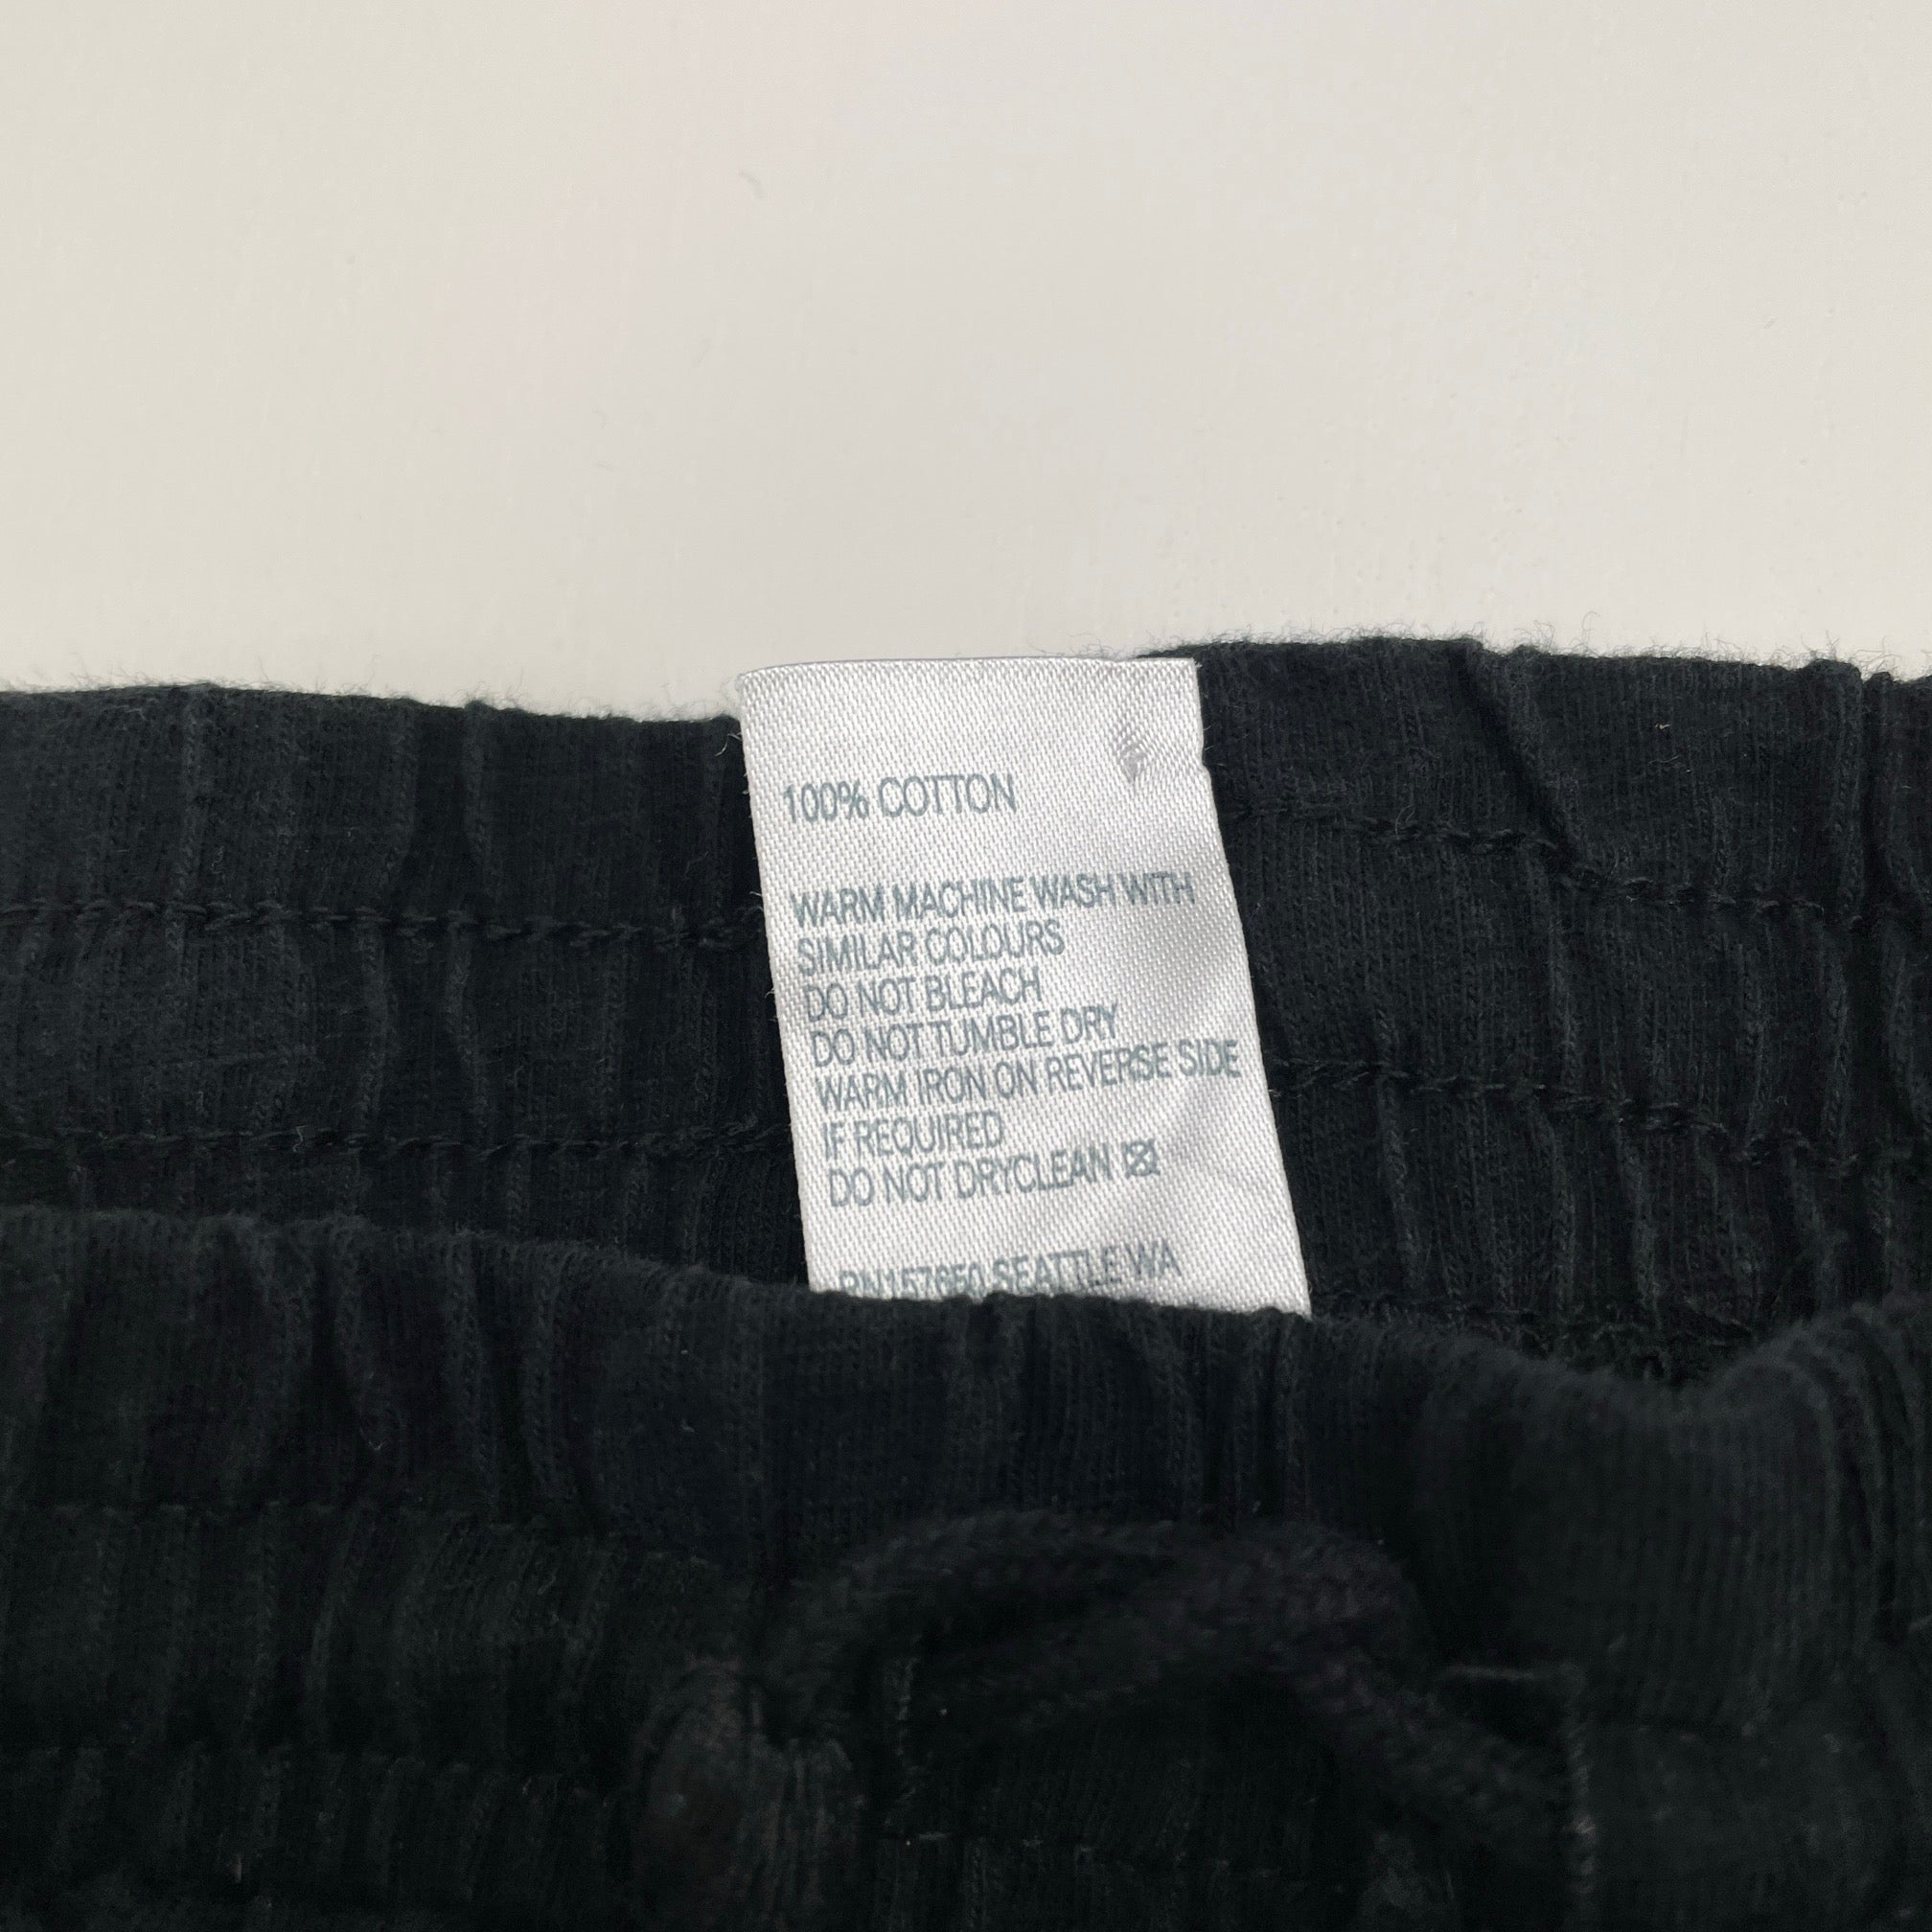 100% COTTON
WARM MACHINE WASH WITH
SIMILAR COLOURS
DO NOT BLEACH
DO NOT TUMBLE DRY
WARM IRON ON REVERSE SIDE
IF REQUIRED
DO NOT DRYCLEAN
RN157650 SEATTLE WA